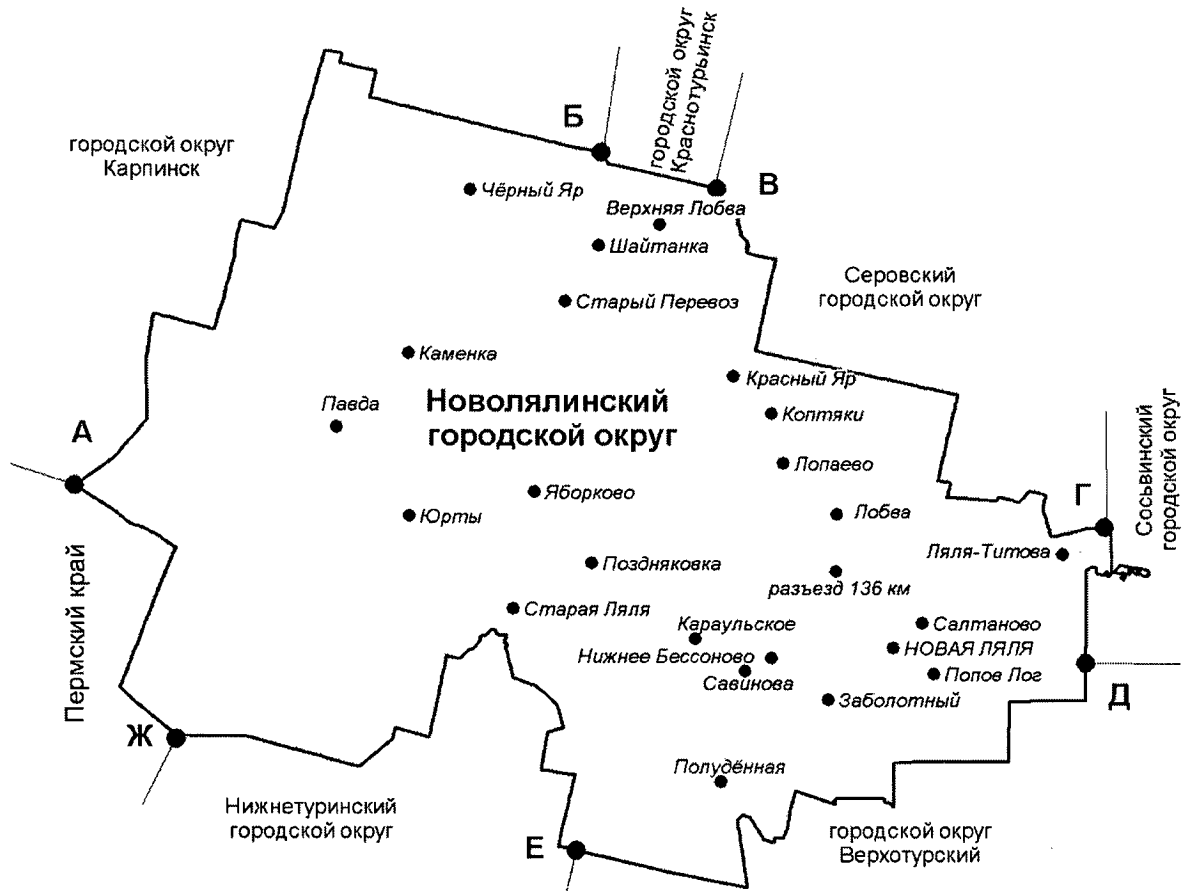 городской округ
Краснотурьинск
Б
городской округ
Карпинск
В
Чёрный Яр
Верхняя Лобва
Шайтанка
Серовский
городской округ
Старый Перевоз
Каменка
Красный Яр
Новолялинский
городской округ
Павда
Коптяки
А
Лопаево
Сосьвинский
городской округ
Яборково
Г
Юрты
Лобва
Ляля-Титова
Поздняковка
разъезд 136 км
Пермский край
Старая Ляля
Караульское
Салтаново
НОВАЯ ЛЯЛЯ
Нижнее Бессоново
Савинова
Попов Лог
Заболотный
Д
Ж
Полудённая
Нижнетуринский
городской округ
Е
городской округ
Верхотурский